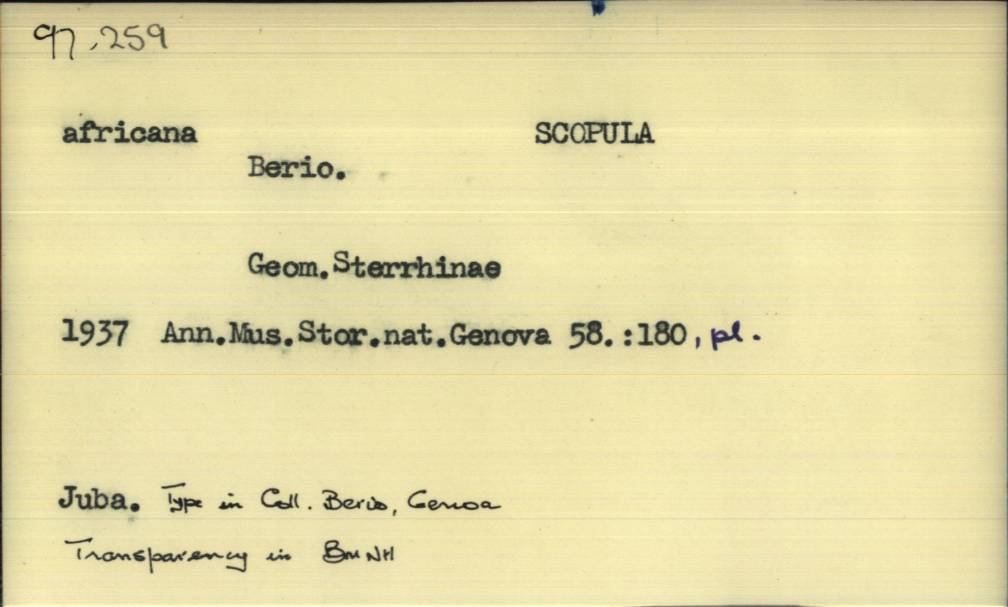 97.259
africana SCOPULA
Berio.
Geom.Sterrhinae
1937 Ann.Mus.Stor.nat.Genova 58.:180, pl.
Juba. Type in Coll. Berio, Genoa
Transparency in BMNH